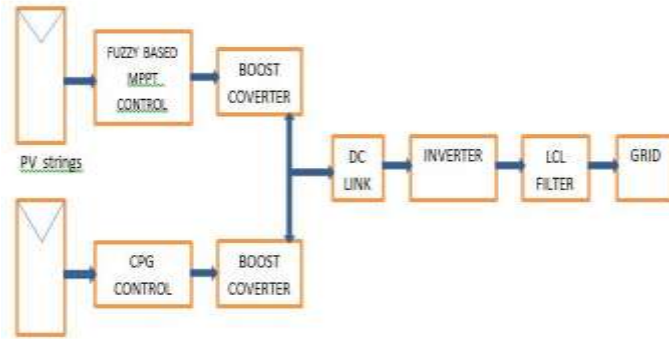 FUZZY BASED
MPPT
CONTROL
BOOST
COVERTER
PV strings
DC
LINK
INVERTER
LCL
FILTER
GRID
CPG
CONTROL
BOOST
COVERTER